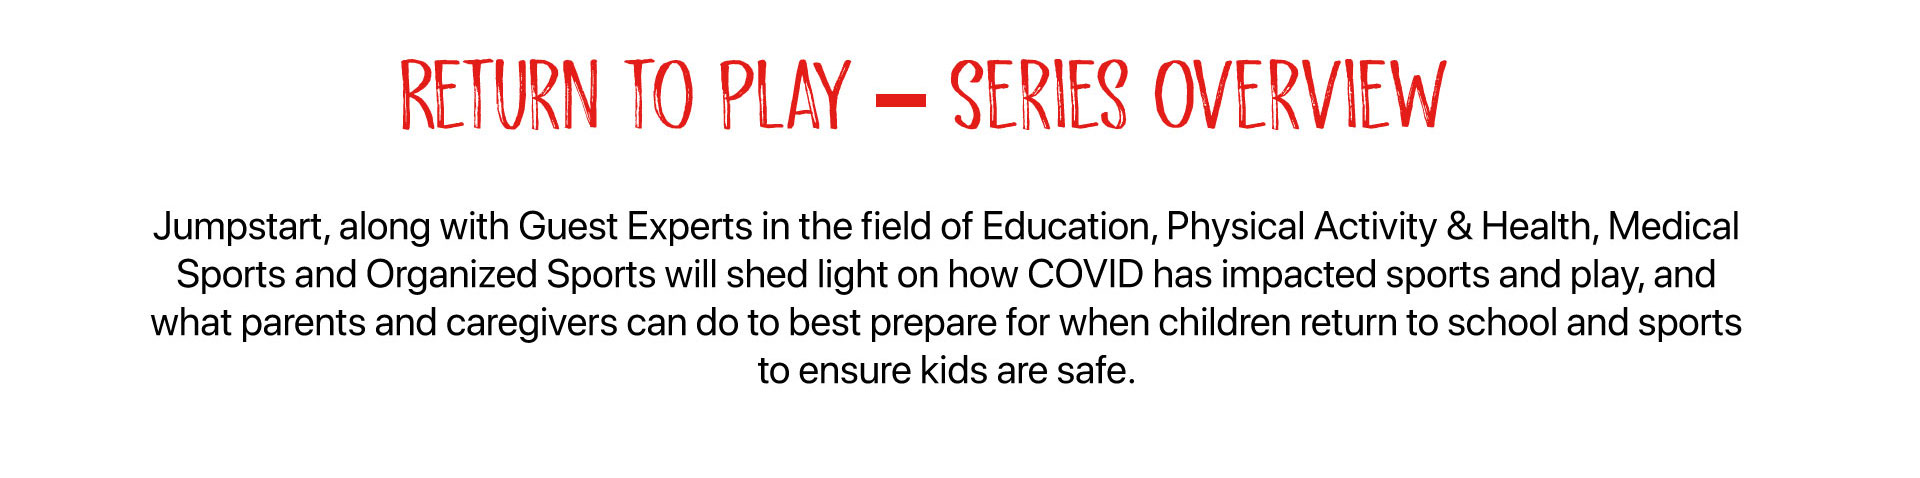 RETURN TO PLAY – SERIES OVERVIEW
Jumpstart, along with Guest Experts in the field of Education, Physical Activity & Health, Medical
Sports and Organized Sports will shed light on how COVID has impacted sports and play, and
what parents and caregivers can do to best prepare for when children return to school and sports
to ensure kids are safe.